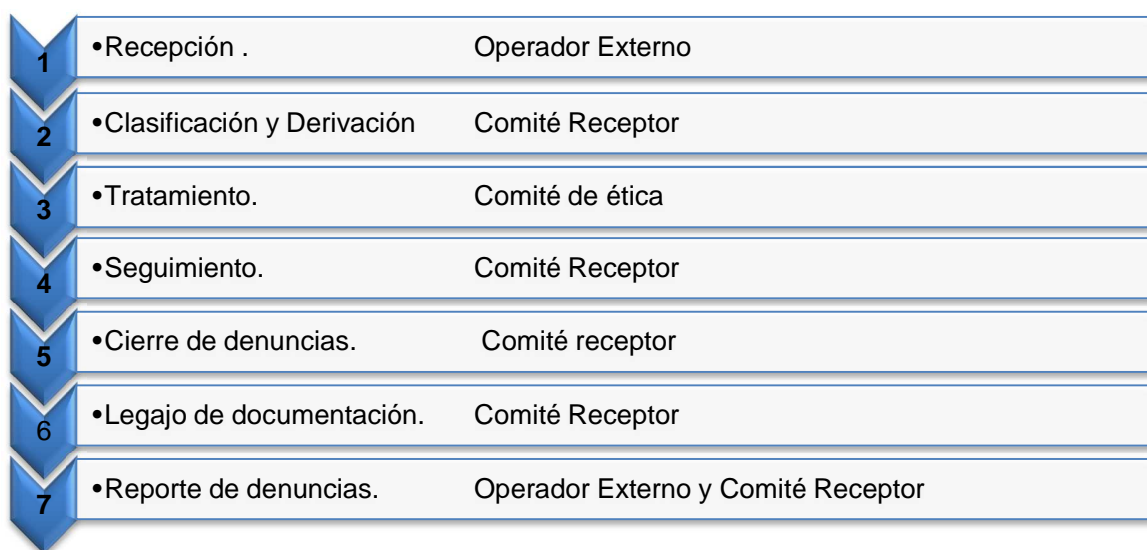 1 •Recepción . Operador Externo
2 •Clasificación y Derivación Comité Receptor
3 •Tratamiento. Comité de ética
4 •Seguimiento. Comité Receptor
5 •Cierre de denuncias. Comité receptor
6 •Legajo de documentación. Comité Receptor
7 •Reporte de denuncias. Operador Externo y Comité Receptor